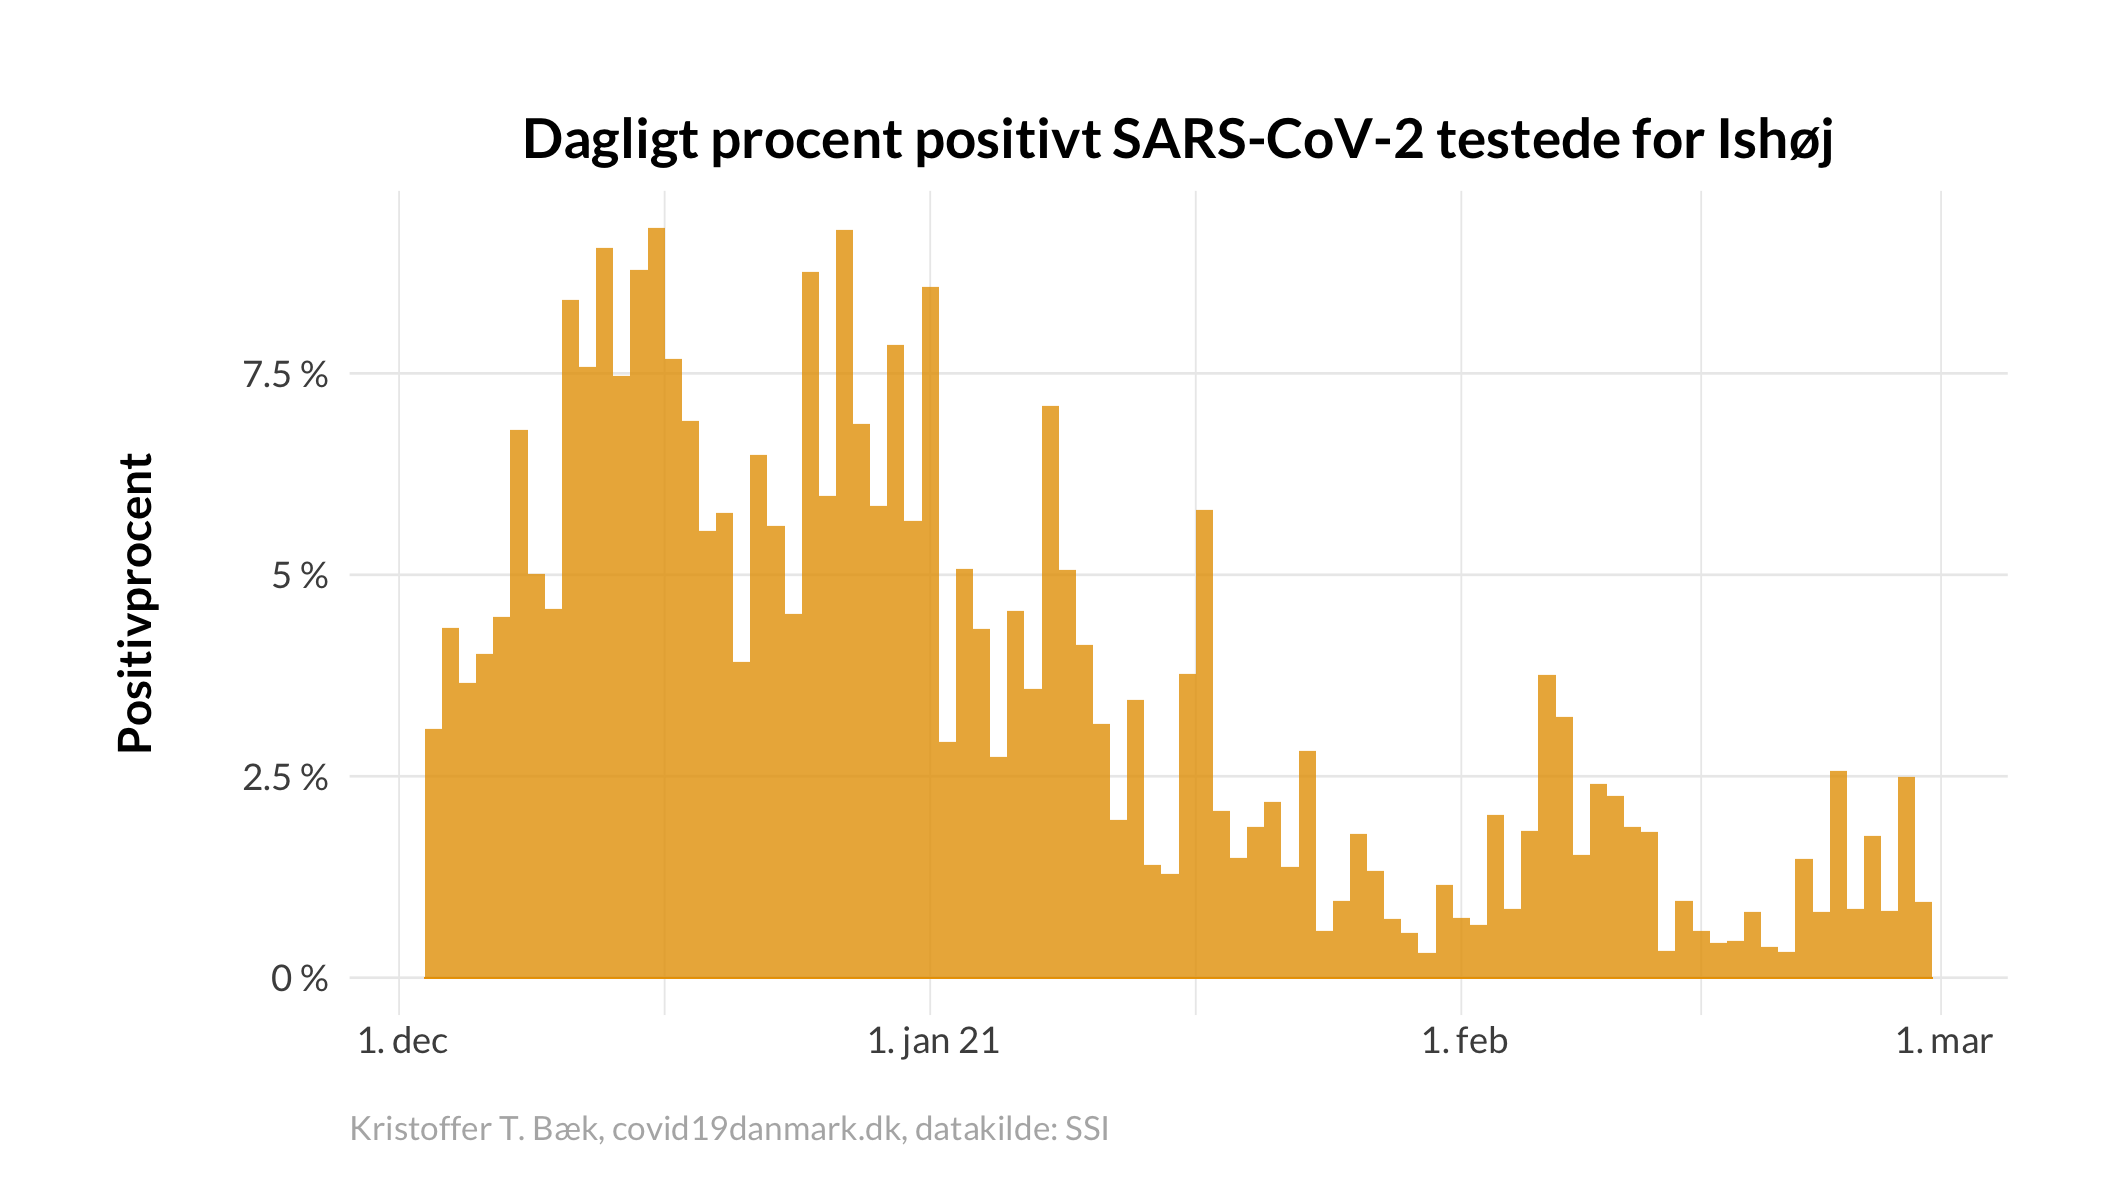 Dagligt procent positivt SARS-CoV-2 testede for Ishøj
Positivprocent
7.5 %
5 %
2.5 %
0 %
1. dec
1. jan 21
1. feb
1. mar
Kristoffer T. Bæk, covid19danmark.dk, datakilde: SSI